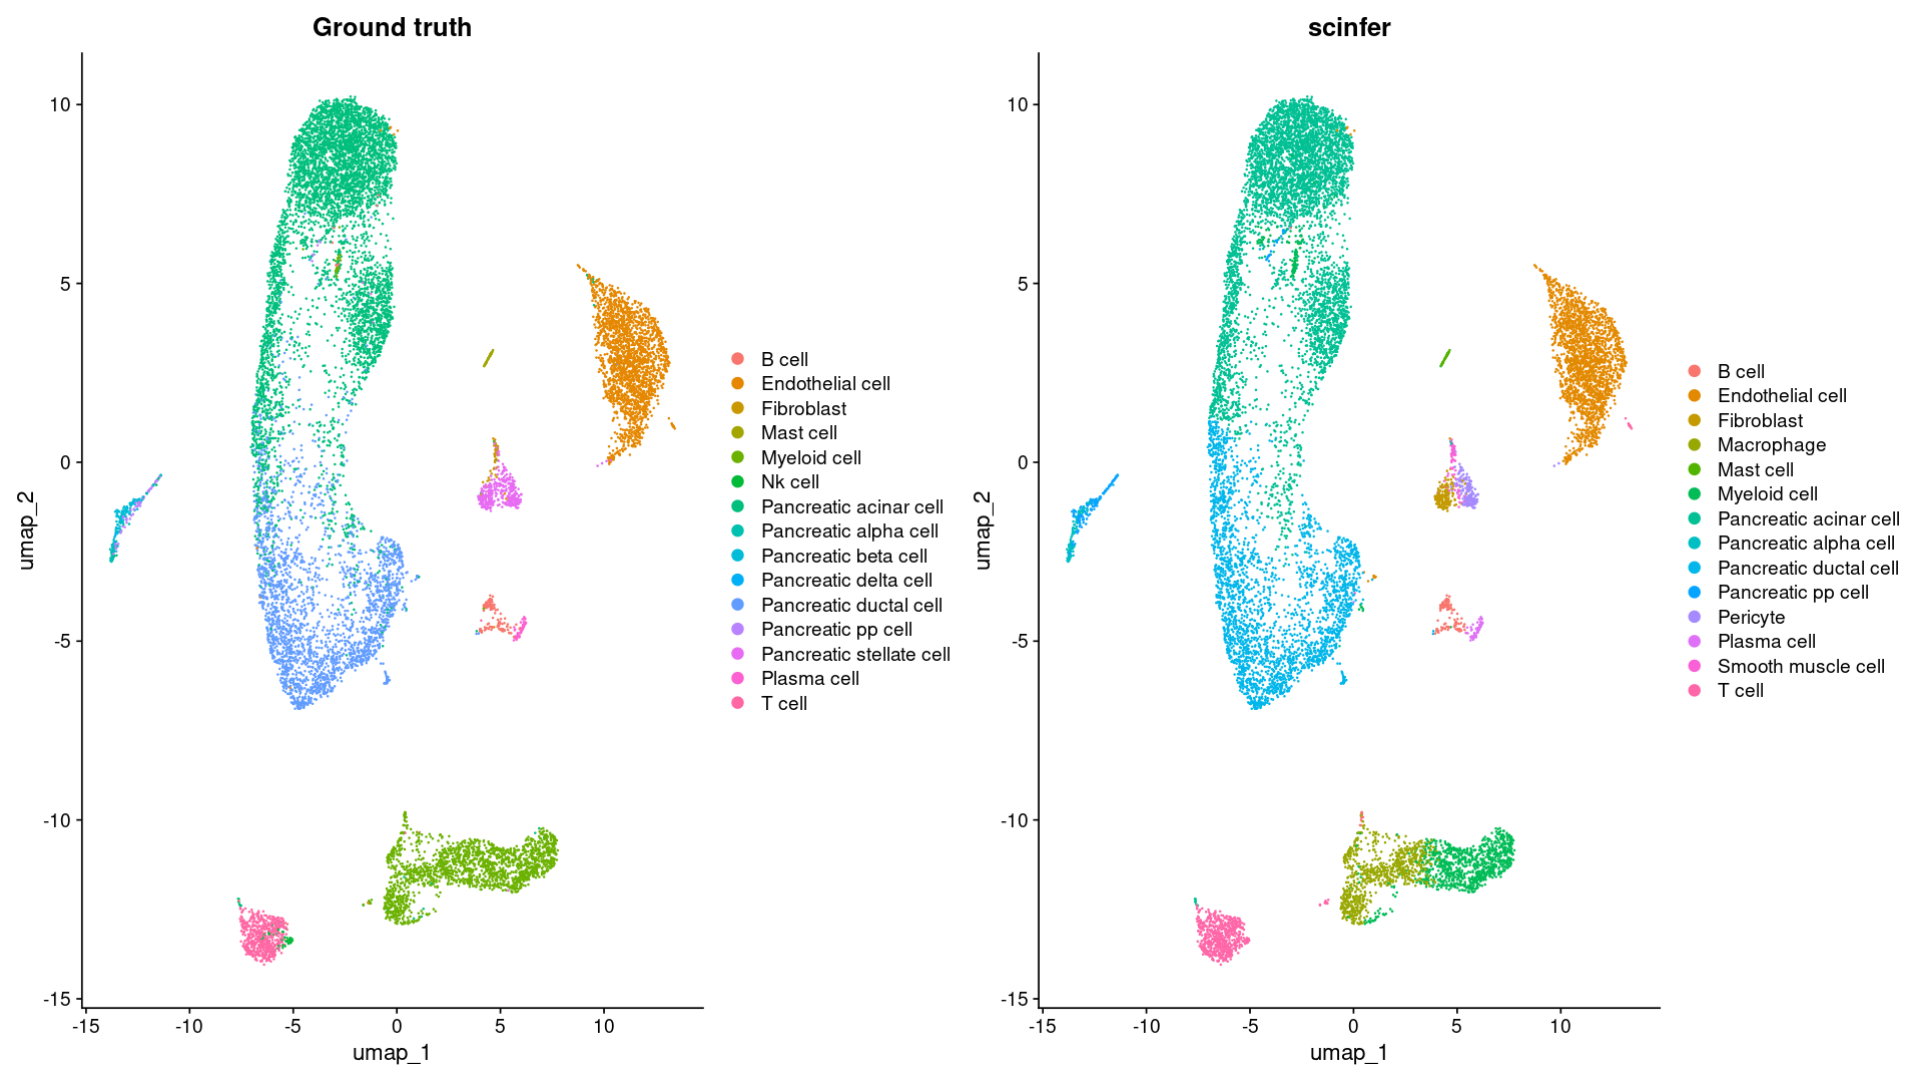 Ground truth
10
5
0
-5
-10
-15
umap_2
-15
-10
-5
0
5
10
umap_1
B cell
Endothelial cell
Fibroblast
Mast cell
Myeloid cell
Nk cell
Pancreatic acinar cell
Pancreatic alpha cell
Pancreatic beta cell
Pancreatic delta cell
Pancreatic ductal cell
Pancreatic pp cell
Pancreatic stellate cell
Plasma cell
T cell
scinfer
10
5
0
-5
-10
-15
umap_2
-15
-10
-5
0
5
10
umap_1
B cell
Endothelial cell
Fibroblast
Macrophage
Mast cell
Myeloid cell
Pancreatic acinar cell
Pancreatic alpha cell
Pancreatic ductal cell
Pancreatic pp cell
Pericyte
Plasma cell
Smooth muscle cell
T cell